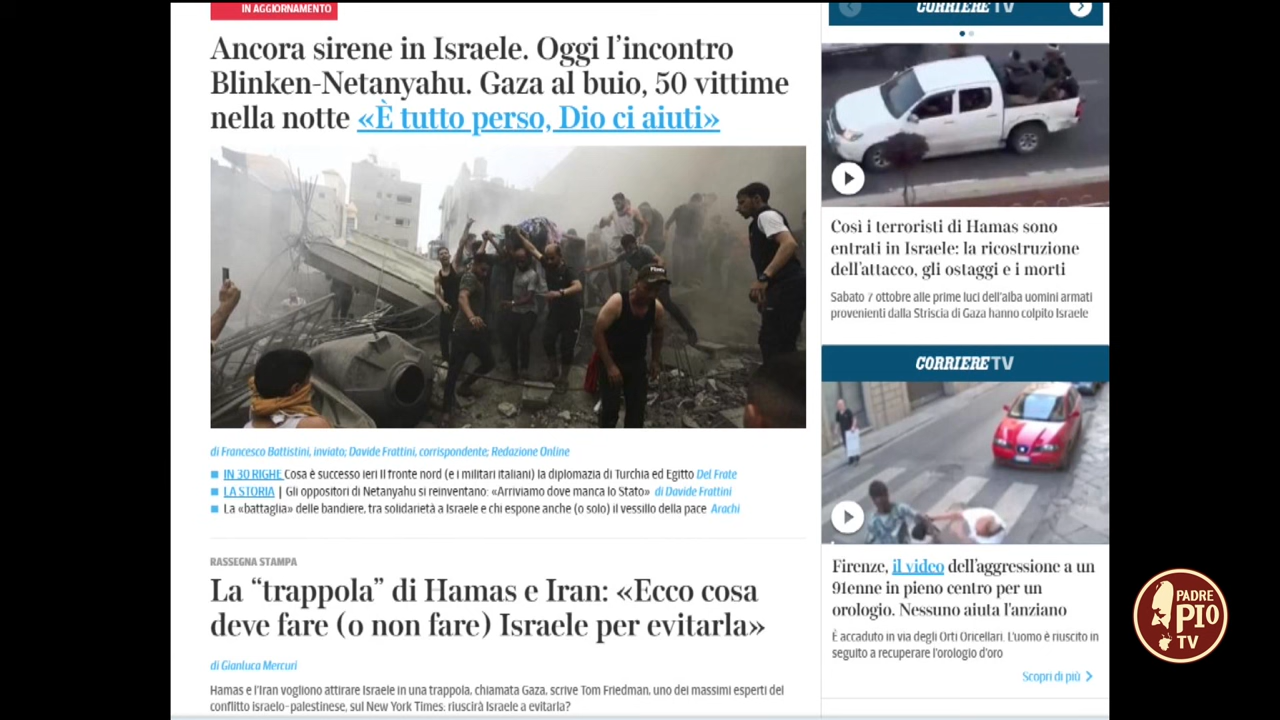 IN AGGIORNAMENTO
Ancora sirene in Israele. Oggi l'incontro
Blinken-Netanyahu. Gaza al buio, 50 vittime
nella notte «È tutto perso, Dio ci aiuti»
di Francesco Battistini, inviato; Davide Frattini, corrispondente; Redazione Online
IN 30 RIGHE Cosa è successo ieri Il fronte nord (e i militari italiani) la diplomazia di Turchia ed Egitto Del Frate
LA STORIA | Gli oppositori di Netanyahu si reinventano: «Arriviamo dove manca lo Stato» di Davide Frattini
La «battaglia» delle bandiere, tra solidarietà a Israele e chi espone anche (o solo) il vessillo della pace Arachi
RASSEGNA STAMPA
La “trappola” di Hamas e Iran: «Ecco cosa
deve fare (o non fare) Israele per evitarla»
di Gianluca Mercuri
Hamas e l'Iran vogliono attirare Israele in una trappola, chiamata Gaza, scrive Tom Friedman, uno dei massimi esperti del
conflitto israelo-palestinese, sul New York Times: riuscirà Israele a evitarla?
CORRIERE TV
Così i terroristi di Hamas sono
entrati in Israele: la ricostruzione
dell'attacco, gli ostaggi e i morti
Sabato 7 ottobre alle prime luci dell'alba uomini armati
provenienti dalla Striscia di Gaza hanno colpito Israele
CORRIERE TV
Firenze, il video dell'aggressione a un
91enne in pieno centro per un
orologio. Nessuno aiuta l'anziano
È accaduto in via degli Orti Oricellari. L'uomo è riuscito in
seguito a recuperare l'orologio d'oro
Scopri di più
PADRE
PIO
TV